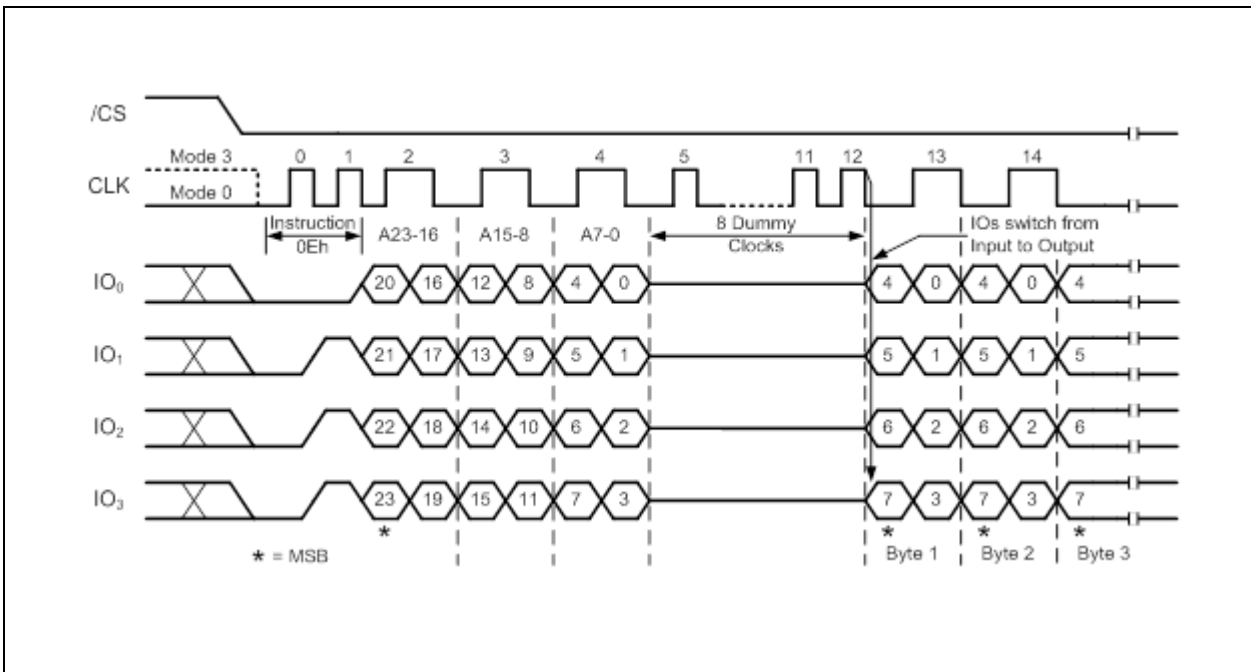 /CS
Mode 3 0 1 2 3 4 5 11 12 13 14
CLK Mode 0
Instruction 8 Dummy IOs switch from
0Eh A23-16 A15-8 A7-0 Clocks Input to Output
IO₀ 20 16 12 8 4 0 4 0 4 0 4
IO₁ 21 17 13 9 5 1 5 1 5 1 5
IO₂ 22 18 14 10 6 2 6 2 6 2 6
IO₃ 23 19 15 11 7 3 7 3 7 3 7
* * * *
* = MSB Byte 1 Byte 2 Byte 3